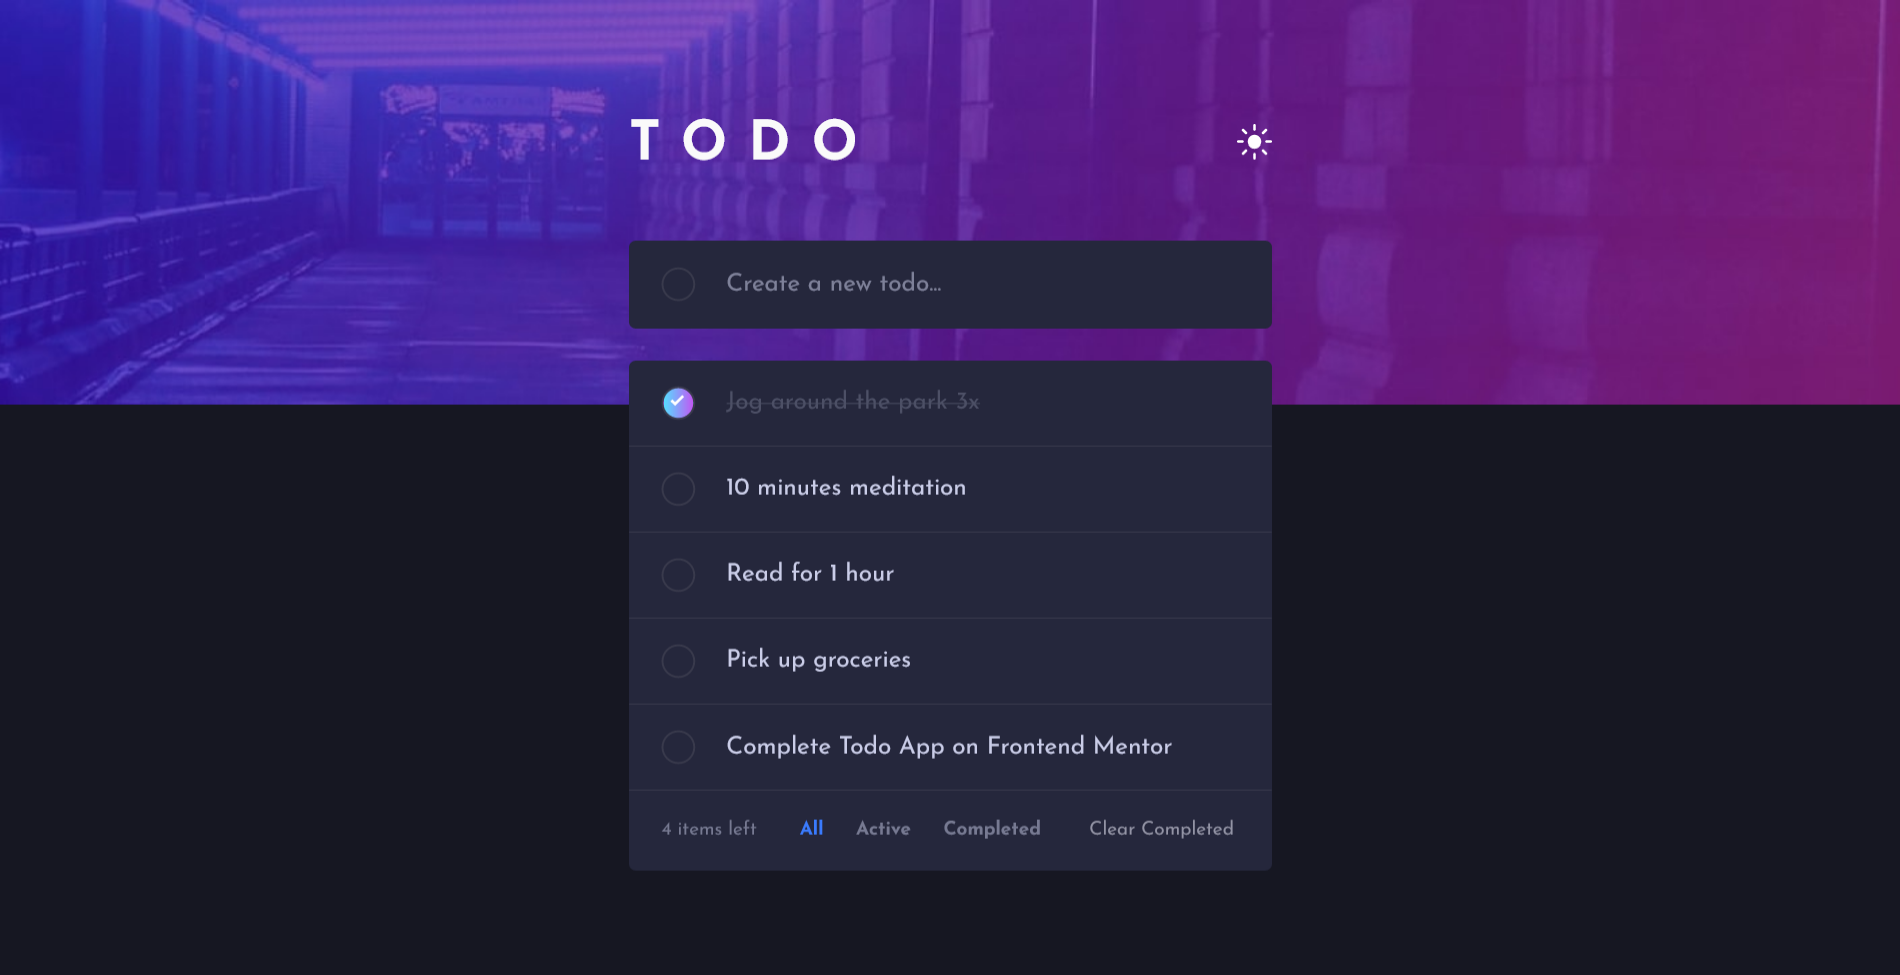 TODO
Create a new todo...
Jog around the park 3x
10 minutes meditation
Read for 1 hour
Pick up groceries
Complete Todo App on Frontend Mentor
4 items left All Active Completed Clear Completed